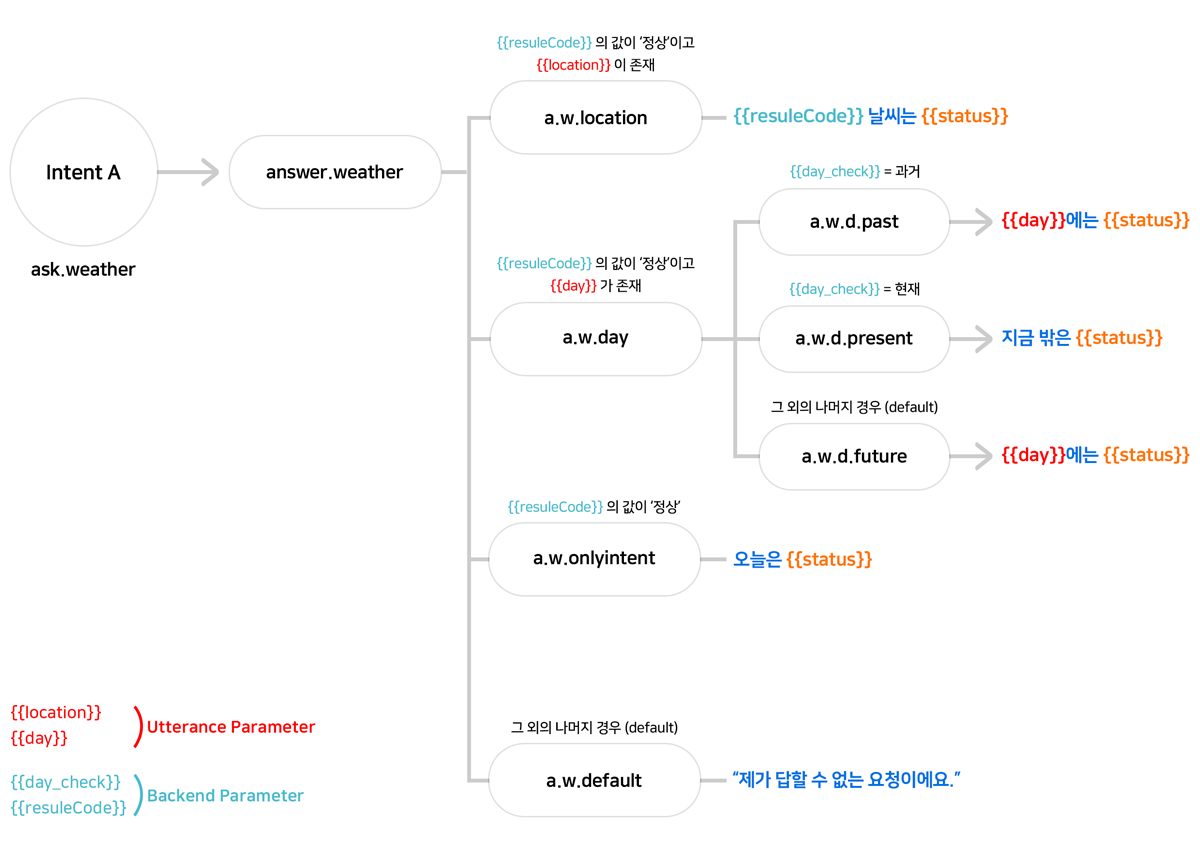 Intent A
ask.weather
answer.weather
{{resuleCode}} 의 값이 ‘정상’이고
{{location}} 이 존재
a.w.location
{{resuleCode}} 날씨는 {{status}}
{{resuleCode}} 의 값이 ‘정상’이고
{{day}} 가 존재
a.w.day
{{day_check}} = 과거
a.w.d.past
{{day}}에는 {{status}}
{{day_check}} = 현재
a.w.d.present
지금 밖은 {{status}}
그 외의 나머지 경우 (default)
a.w.d.future
{{day}}에는 {{status}}
{{resuleCode}} 의 값이 ‘정상’
a.w.onlyintent
오늘은 {{status}}
그 외의 나머지 경우 (default)
a.w.default
“제가 답할 수 없는 요청이에요.”
{{location}}
{{day}}
Utterance Parameter
{{day_check}}
{{resuleCode}}
Backend Parameter